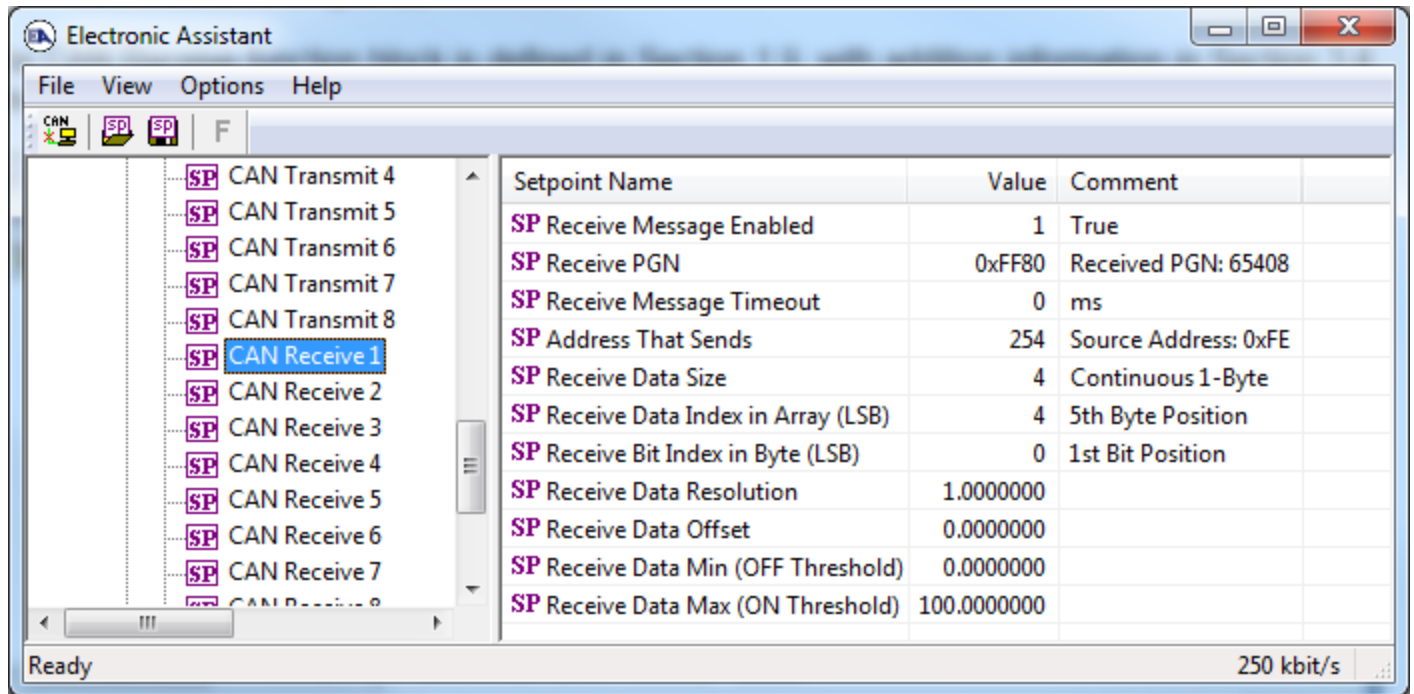 Electronic Assistant
File View Options Help
CAN SP SP F
SP CAN Transmit 4
SP CAN Transmit 5
SP CAN Transmit 6
SP CAN Transmit 7
SP CAN Transmit 8
SP CAN Receive 1
SP CAN Receive 2
SP CAN Receive 3
SP CAN Receive 4
SP CAN Receive 5
SP CAN Receive 6
SP CAN Receive 7
Setpoint Name Value Comment
SP Receive Message Enabled 1 True
SP Receive PGN 0xFF80 Received PGN: 65408
SP Receive Message Timeout 0 ms
SP Address That Sends 254 Source Address: 0xFE
SP Receive Data Size 4 Continuous 1-Byte
SP Receive Data Index in Array (LSB) 4 5th Byte Position
SP Receive Bit Index in Byte (LSB) 0 1st Bit Position
SP Receive Data Resolution 1.0000000
SP Receive Data Offset 0.0000000
SP Receive Data Min (OFF Threshold) 0.0000000
SP Receive Data Max (ON Threshold) 100.0000000
Ready 250 kbit/s